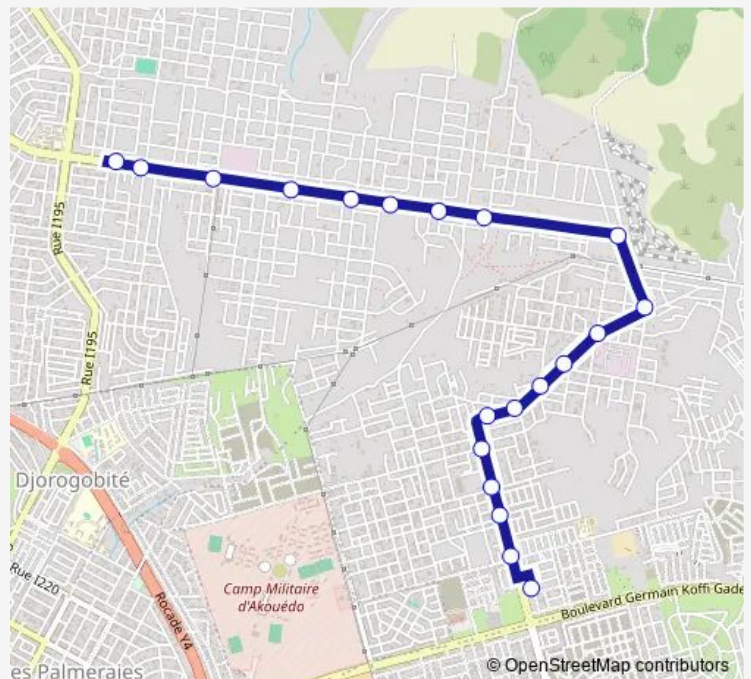 Rue I195
Rue I195
Djorogobité
Rue I220
Rocade Y4
Camp Militaire
d'Akouédo
Boulevard Germain Koffi Gade
es Palmeraies
© OpenStreetMap contributors